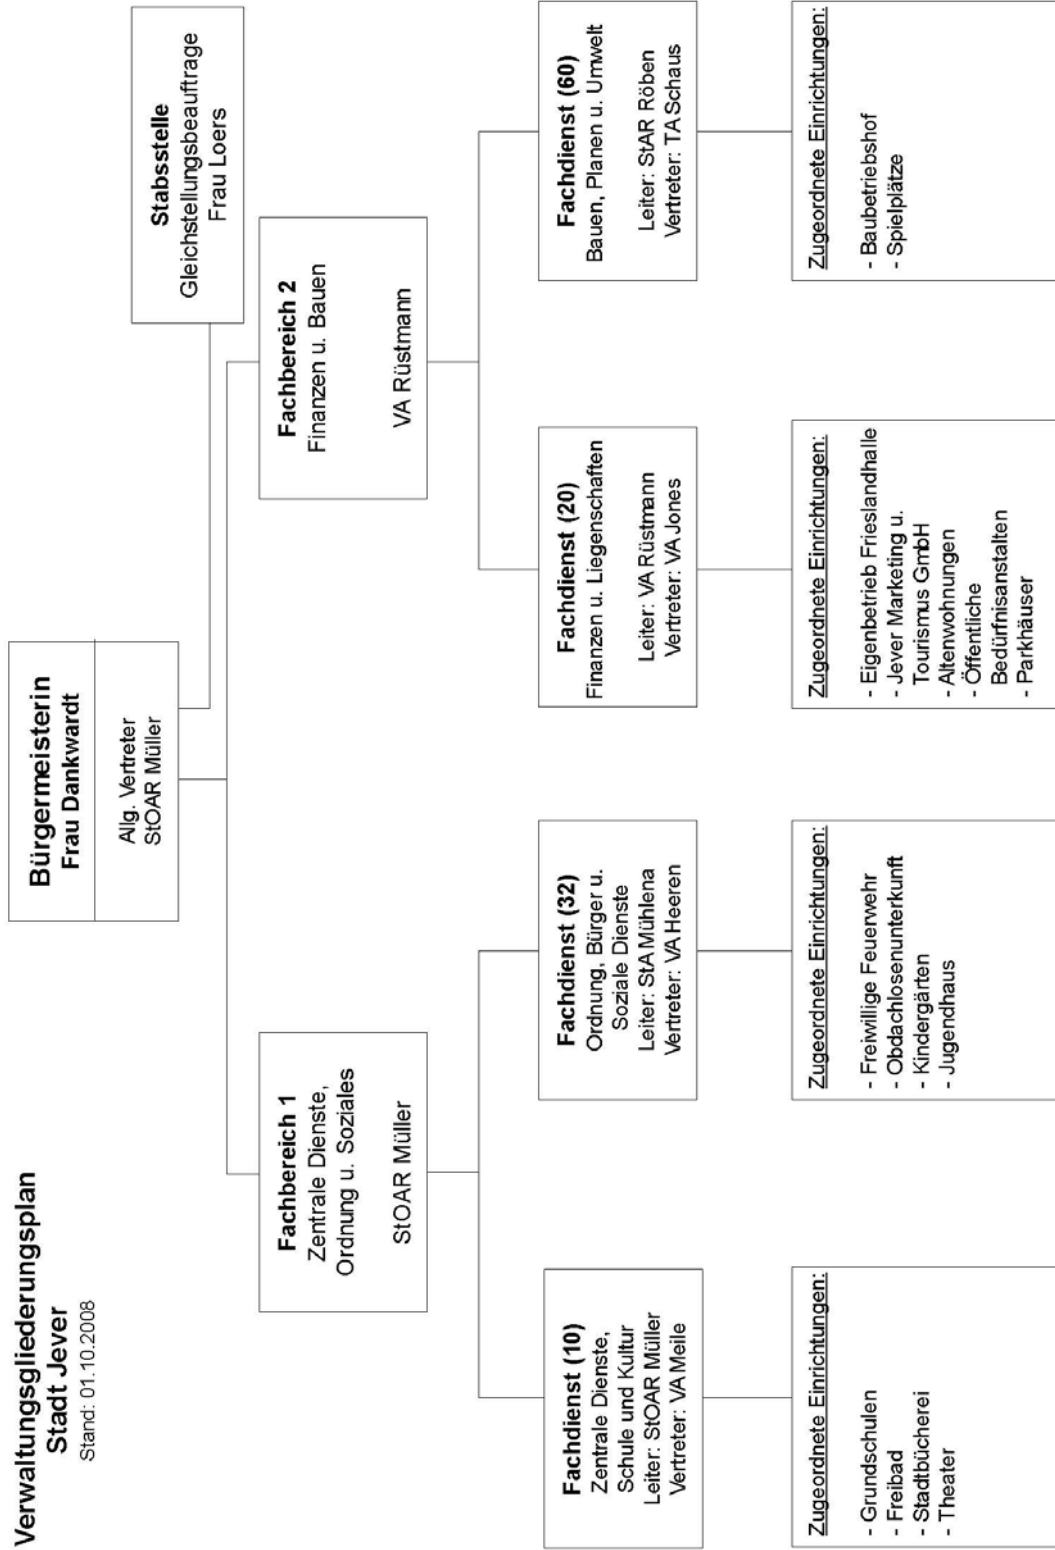 Verwaltungsgliederungsplan
Stadt Jever
Stand: 01.10.2008
Bürgermeisterin
Frau Dankwardt
Allg. Vertreter
StOAR Müller
Stabsstelle
Gleichstellungsbeauftrage
Frau Loers
Fachbereich 1
Zentrale Dienste,
Ordnung u. Soziales
StOAR Müller
Fachbereich 2
Finanzen u. Bauen
VA Rüstmann
Fachdienst (10)
Zentrale Dienste,
Schule und Kultur
Leiter: StOAR Müller
Vertreter: VA Meile
Fachdienst (32)
Ordnung, Bürger u.
Soziale Dienste
Leiter: StA Mühlena
Vertreter: VA Heeren
Fachdienst (20)
Finanzen u. Liegenschaften
Leiter: VA Rüstmann
Vertreter: VA Jones
Fachdienst (60)
Bauen, Planen u. Umwelt
Leiter: StAR Röben
Vertreter: TA Schaus
Zugeordnete Einrichtungen:
- Grundschulen
- Freibad
- Stadtbücherei
- Theater
Zugeordnete Einrichtungen:
- Freiwillige Feuerwehr
- Obdachlosenunterkunft
- Kindergärten
- Jugendhaus
Zugeordnete Einrichtungen:
- Eigenbetrieb Frieslandhalle
- Jever Marketing u.
Tourismus GmbH
- Altenwohnungen
- Öffentliche
Bedürfnisanstalten
- Parkhäuser
Zugeordnete Einrichtungen:
- Baubetriebshof
- Spielplätze